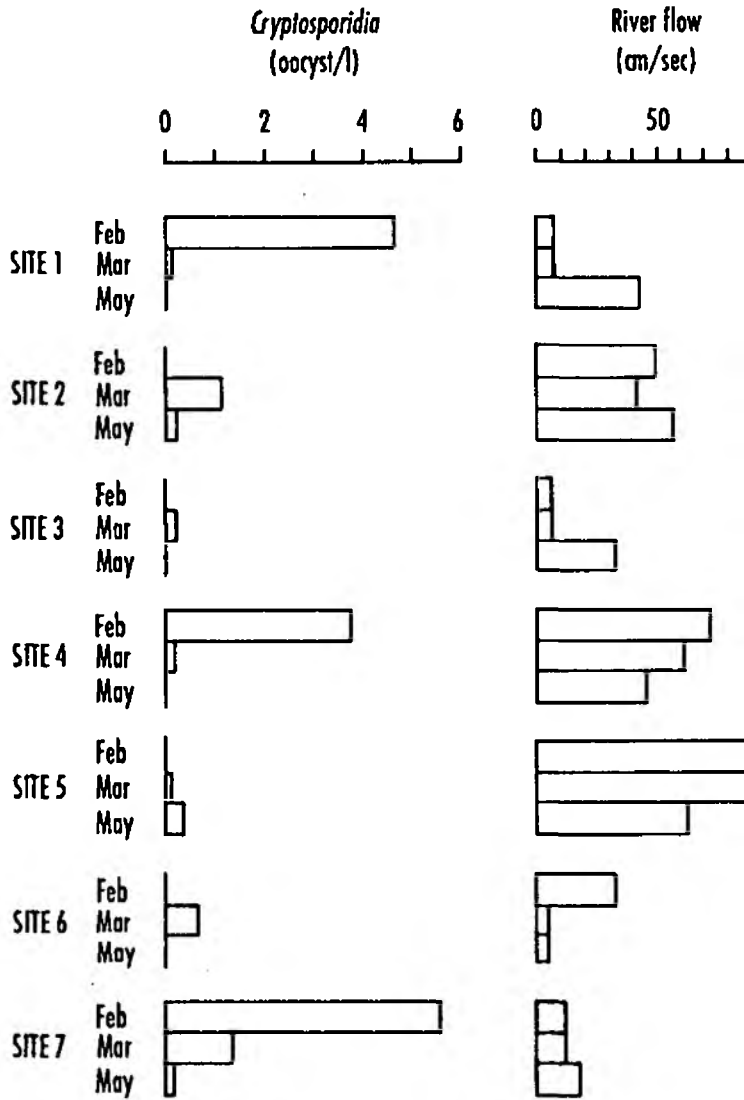 Cryptosporidia River flow
(oocyst/l) (cm/sec)
0 2 4 6 0 50
Feb
SITE 1 Mar
May
Feb
SITE 2 Mar
May
Feb
SITE 3 Mar
May
Feb
SITE 4 Mar
May
Feb
SITE 5 Mar
May
Feb
SITE 6 Mar
May
Feb
SITE 7 Mar
May